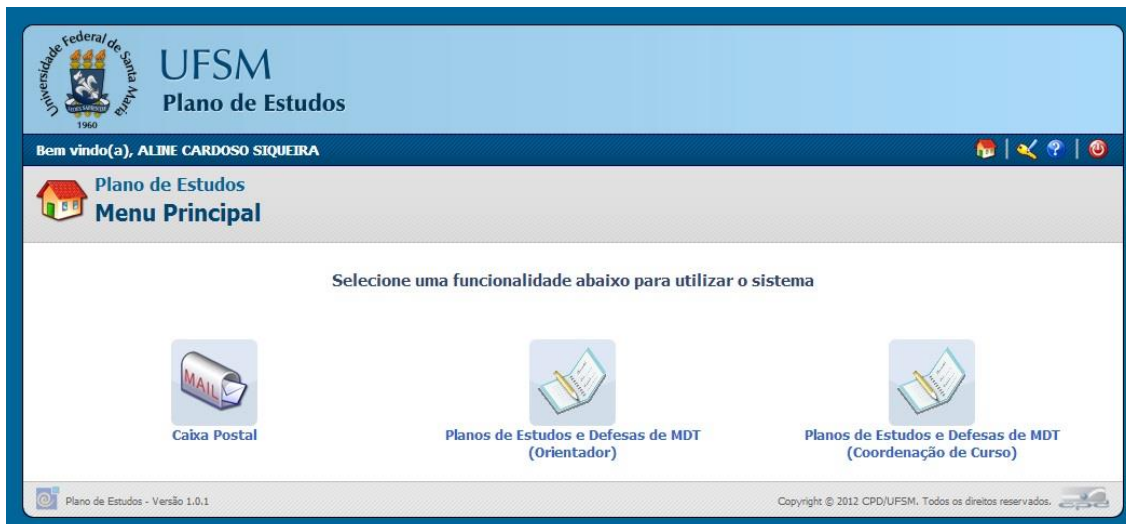 Universidade Federal de Santa Maria
1960
UFSM
Plano de Estudos
Bem vindo(a), ALINE CARDOSO SIQUEIRA
Plano de Estudos
Menu Principal
Selecione uma funcionalidade abaixo para utilizar o sistema
MAIL
Caixa Postal
Planos de Estudos e Defesas de MDT
(Orientador)
Planos de Estudos e Defesas de MDT
(Coordenação de Curso)
Plano de Estudos - Versão 1.0.1
Copyright © 2012 CPD/UFSM. Todos os direitos reservados.
cpd